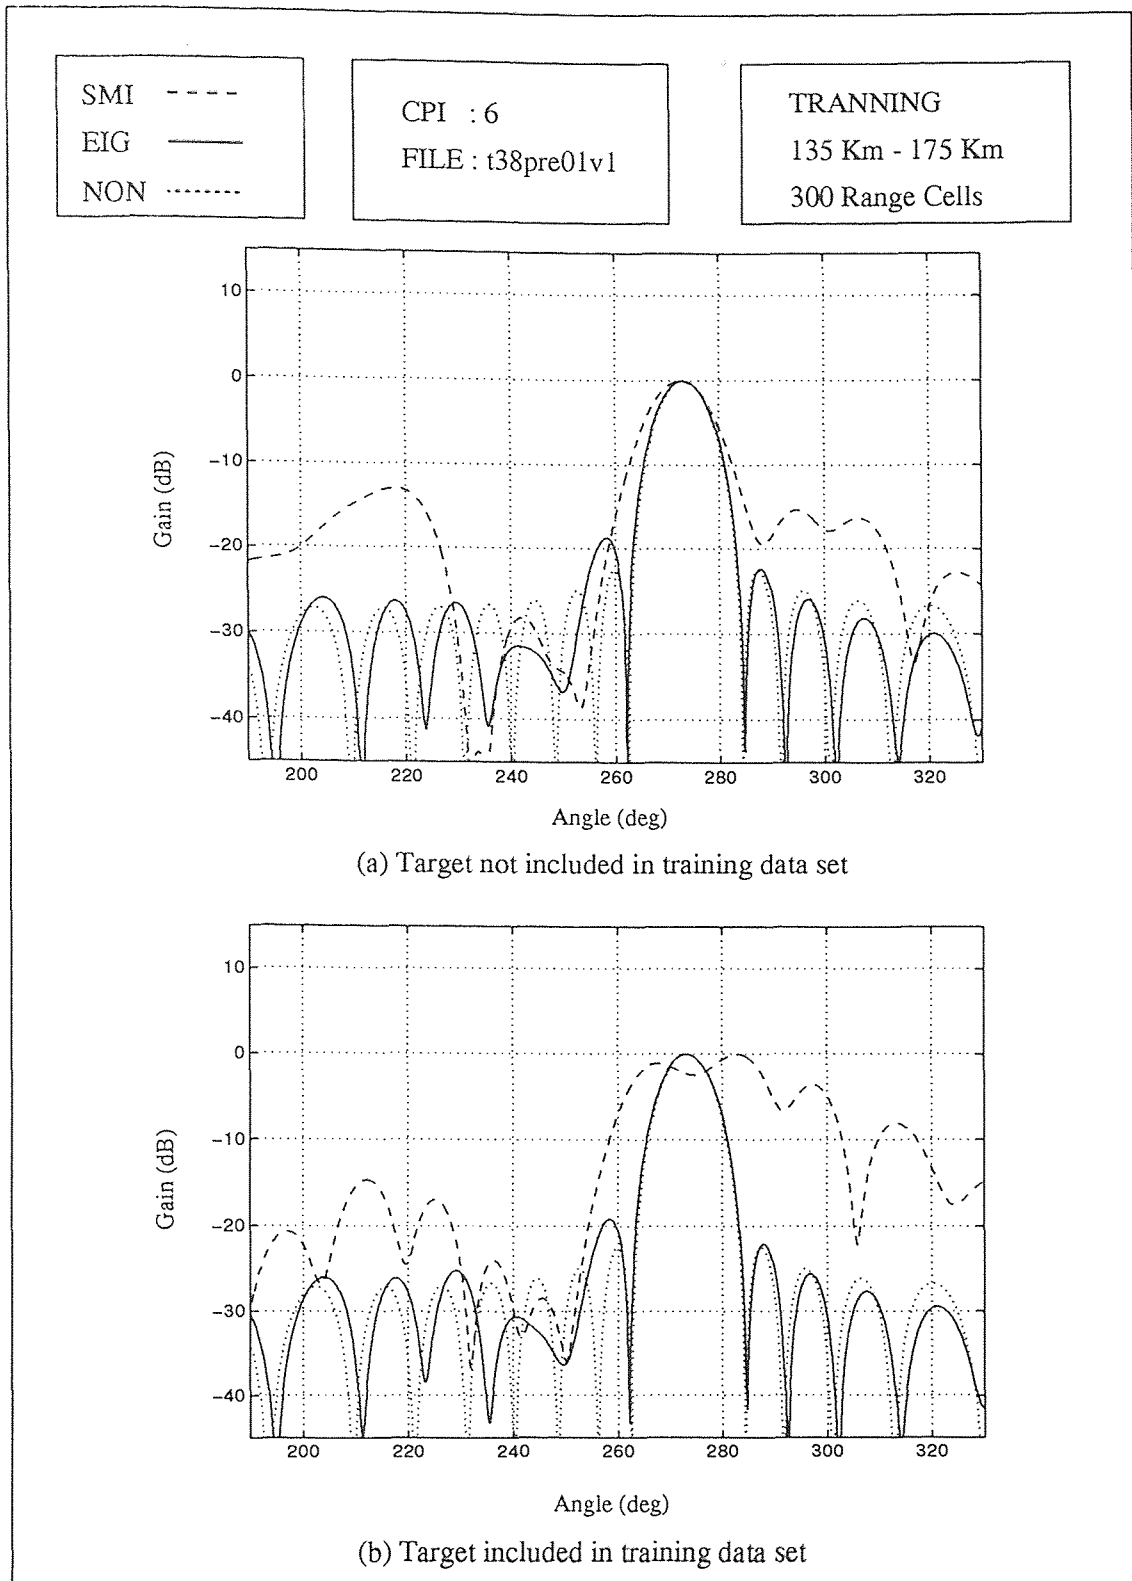 SMI
EIG
NON
CPI : 6
FILE : t38pre01v1
TRANNING
135 Km - 175 Km
300 Range Cells
10
0
-10
-20
-30
-40
Gain (dB)
200 220 240 260 280 300 320
Angle (deg)
(a) Target not included in training data set
10
0
-10
-20
-30
-40
Gain (dB)
200 220 240 260 280 300 320
Angle (deg)
(b) Target included in training data set